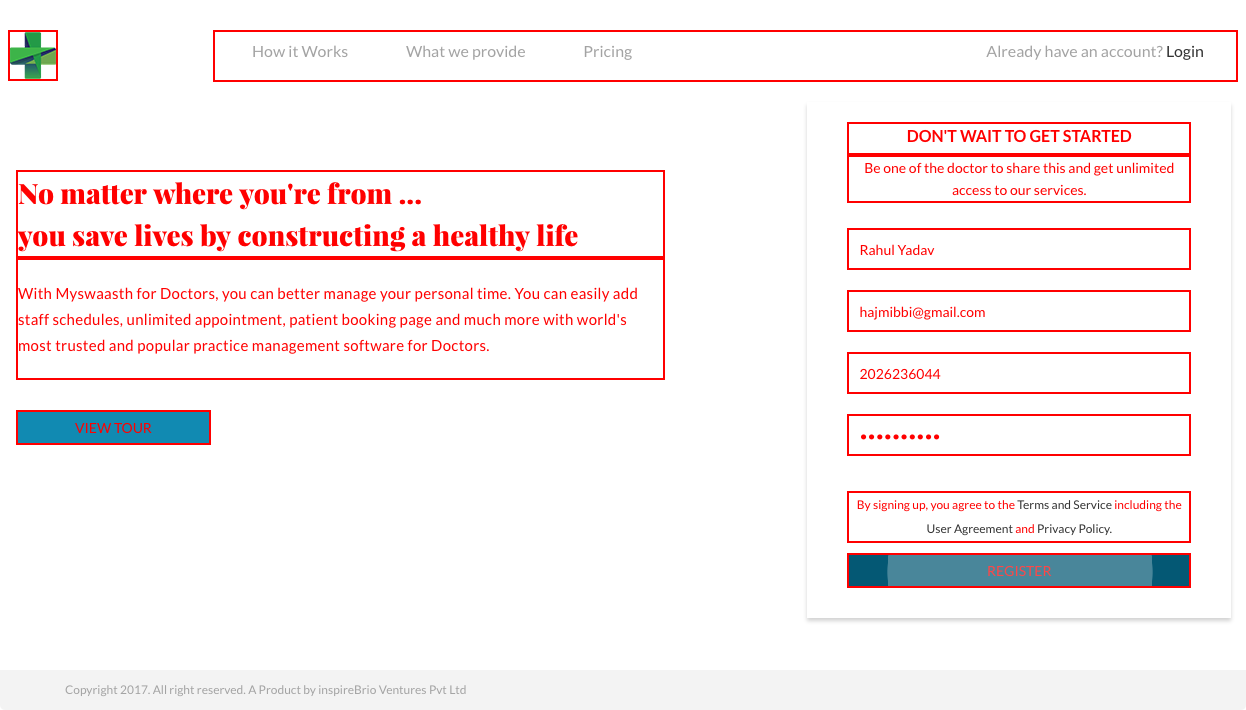 How it Works What we provide Pricing Already have an account? Login
No matter where you're from ...
you save lives by constructing a healthy life
With Myswaasth for Doctors, you can better manage your personal time. You can easily add
staff schedules, unlimited appointment, patient booking page and much more with world's
most trusted and popular practice management software for Doctors.
VIEW TOUR
DON'T WAIT TO GET STARTED
Be one of the doctor to share this and get unlimited
access to our services.
Rahul Yadav
hajmibbi@gmail.com
2026236044
••••••••••
By signing up, you agree to the Terms and Service including the
User Agreement and Privacy Policy.
REGISTER
Copyright 2017. All right reserved. A Product by inspireBrio Ventures Pvt Ltd